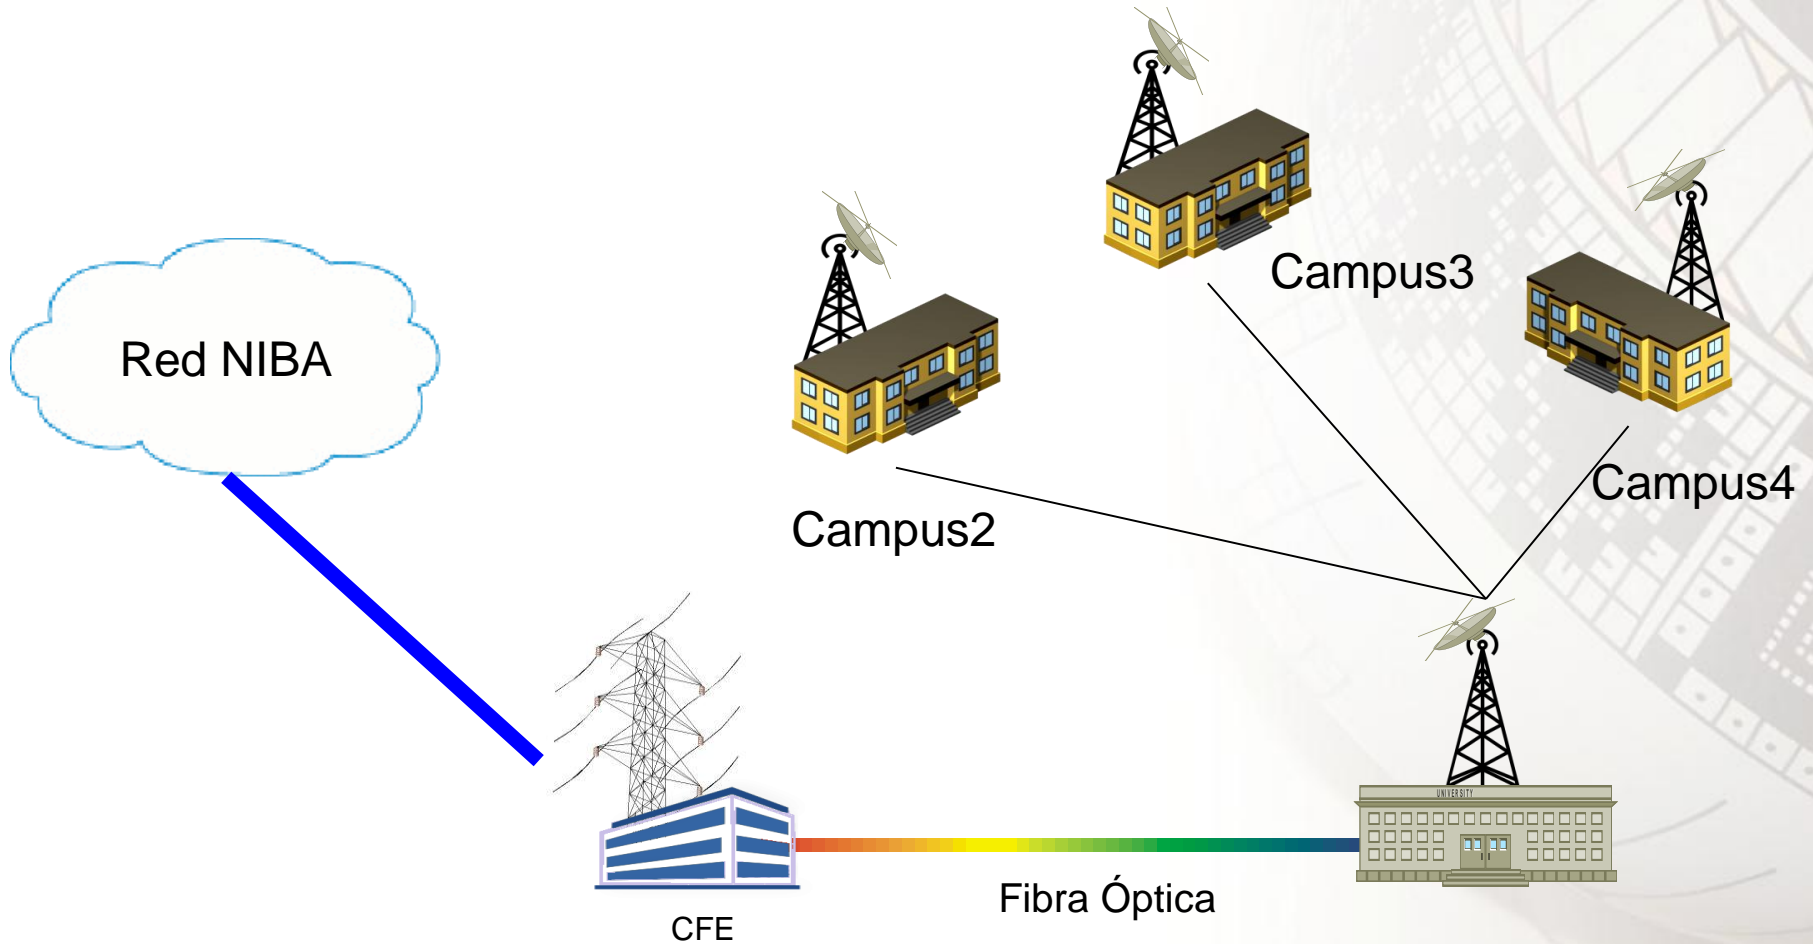 Campus3
Red NIBA
Campus4
Campus2
UNIVERSITY
Fibra Óptica
CFE